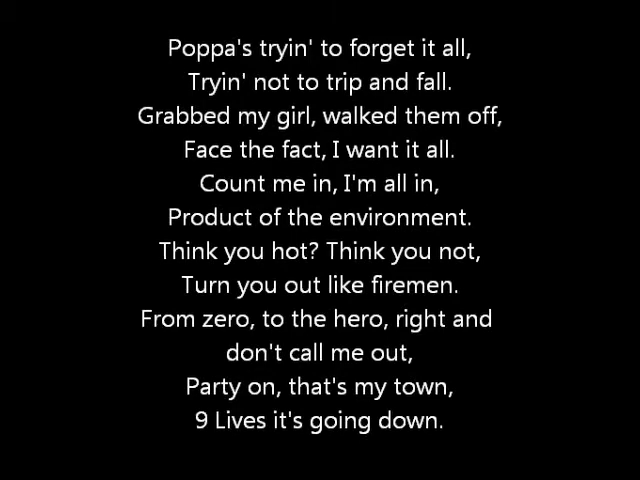 Poppa's tryin' to forget it all,
Tryin' not to trip and fall.
Grabbed my girl, walked them off,
Face the fact, I want it all.
Count me in, I'm all in,
Product of the environment.
Think you hot? Think you not,
Turn you out like firemen.
From zero, to the hero, right and
don't call me out,
Party on, that's my town,
9 Lives it's going down.